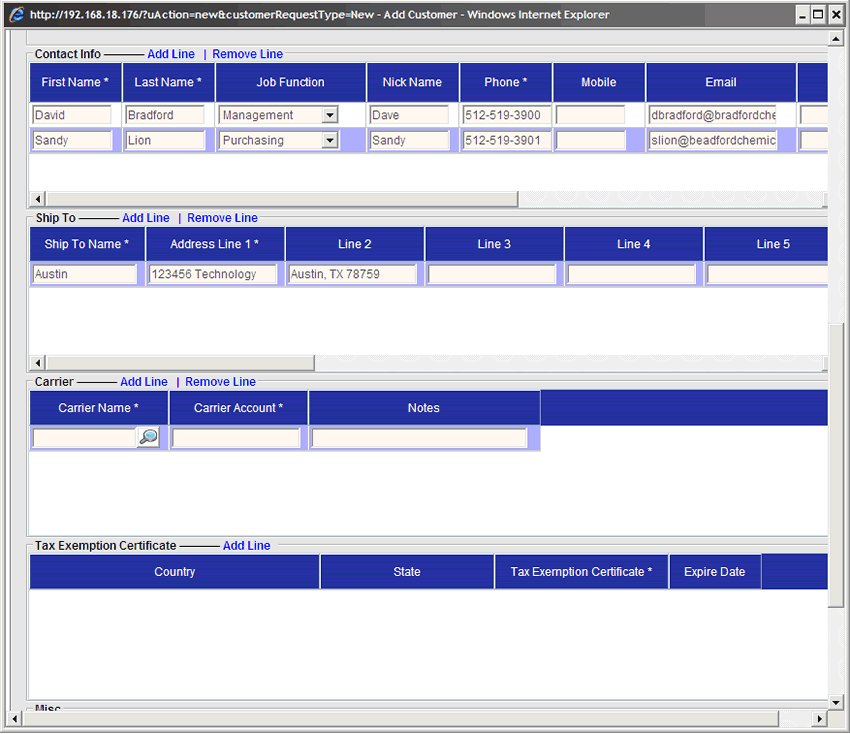 http://192.168.18.176/?uAction=new&customerRequestType=New - Add Customer - Windows Internet Explorer
Contact Info Add Line | Remove Line
First Name * Last Name * Job Function Nick Name Phone * Mobile Email
David Bradford Management Dave 512-519-3900 dbradford@bradfordche
Sandy Lion Purchasing Sandy 512-519-3901 slion@beadfordchemic
Ship To Add Line | Remove Line
Ship To Name * Address Line 1 * Line 2 Line 3 Line 4 Line 5
Austin 123456 Technology Austin, TX 78759
Carrier Add Line | Remove Line
Carrier Name * Carrier Account * Notes
Tax Exemption Certificate Add Line
Country State Tax Exemption Certificate * Expire Date
Misc